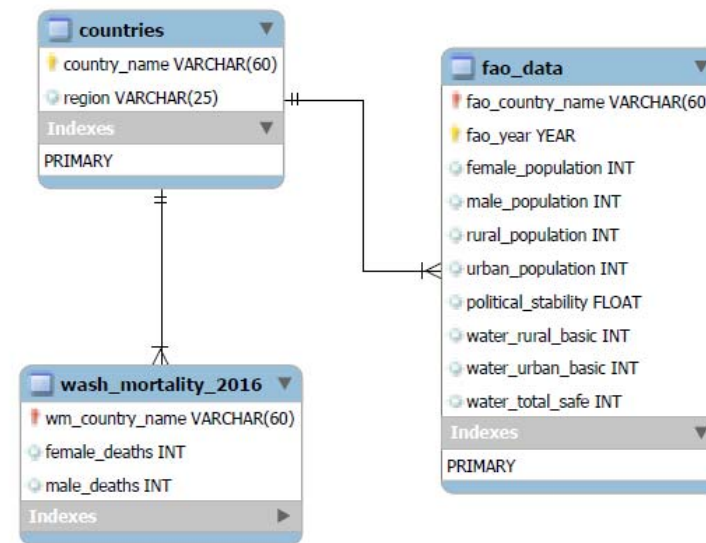 countries
country_name VARCHAR(60)
region VARCHAR(25)
Indexes
PRIMARY
fao_data
fao_country_name VARCHAR(60
fao_year YEAR
female_population INT
male_population INT
rural_population INT
urban_population INT
political_stability FLOAT
water_rural_basic INT
water_urban_basic INT
water_total_safe INT
Indexes
PRIMARY
wash_mortality_2016
wm_country_name VARCHAR(60)
female_deaths INT
male_deaths INT
Indexes